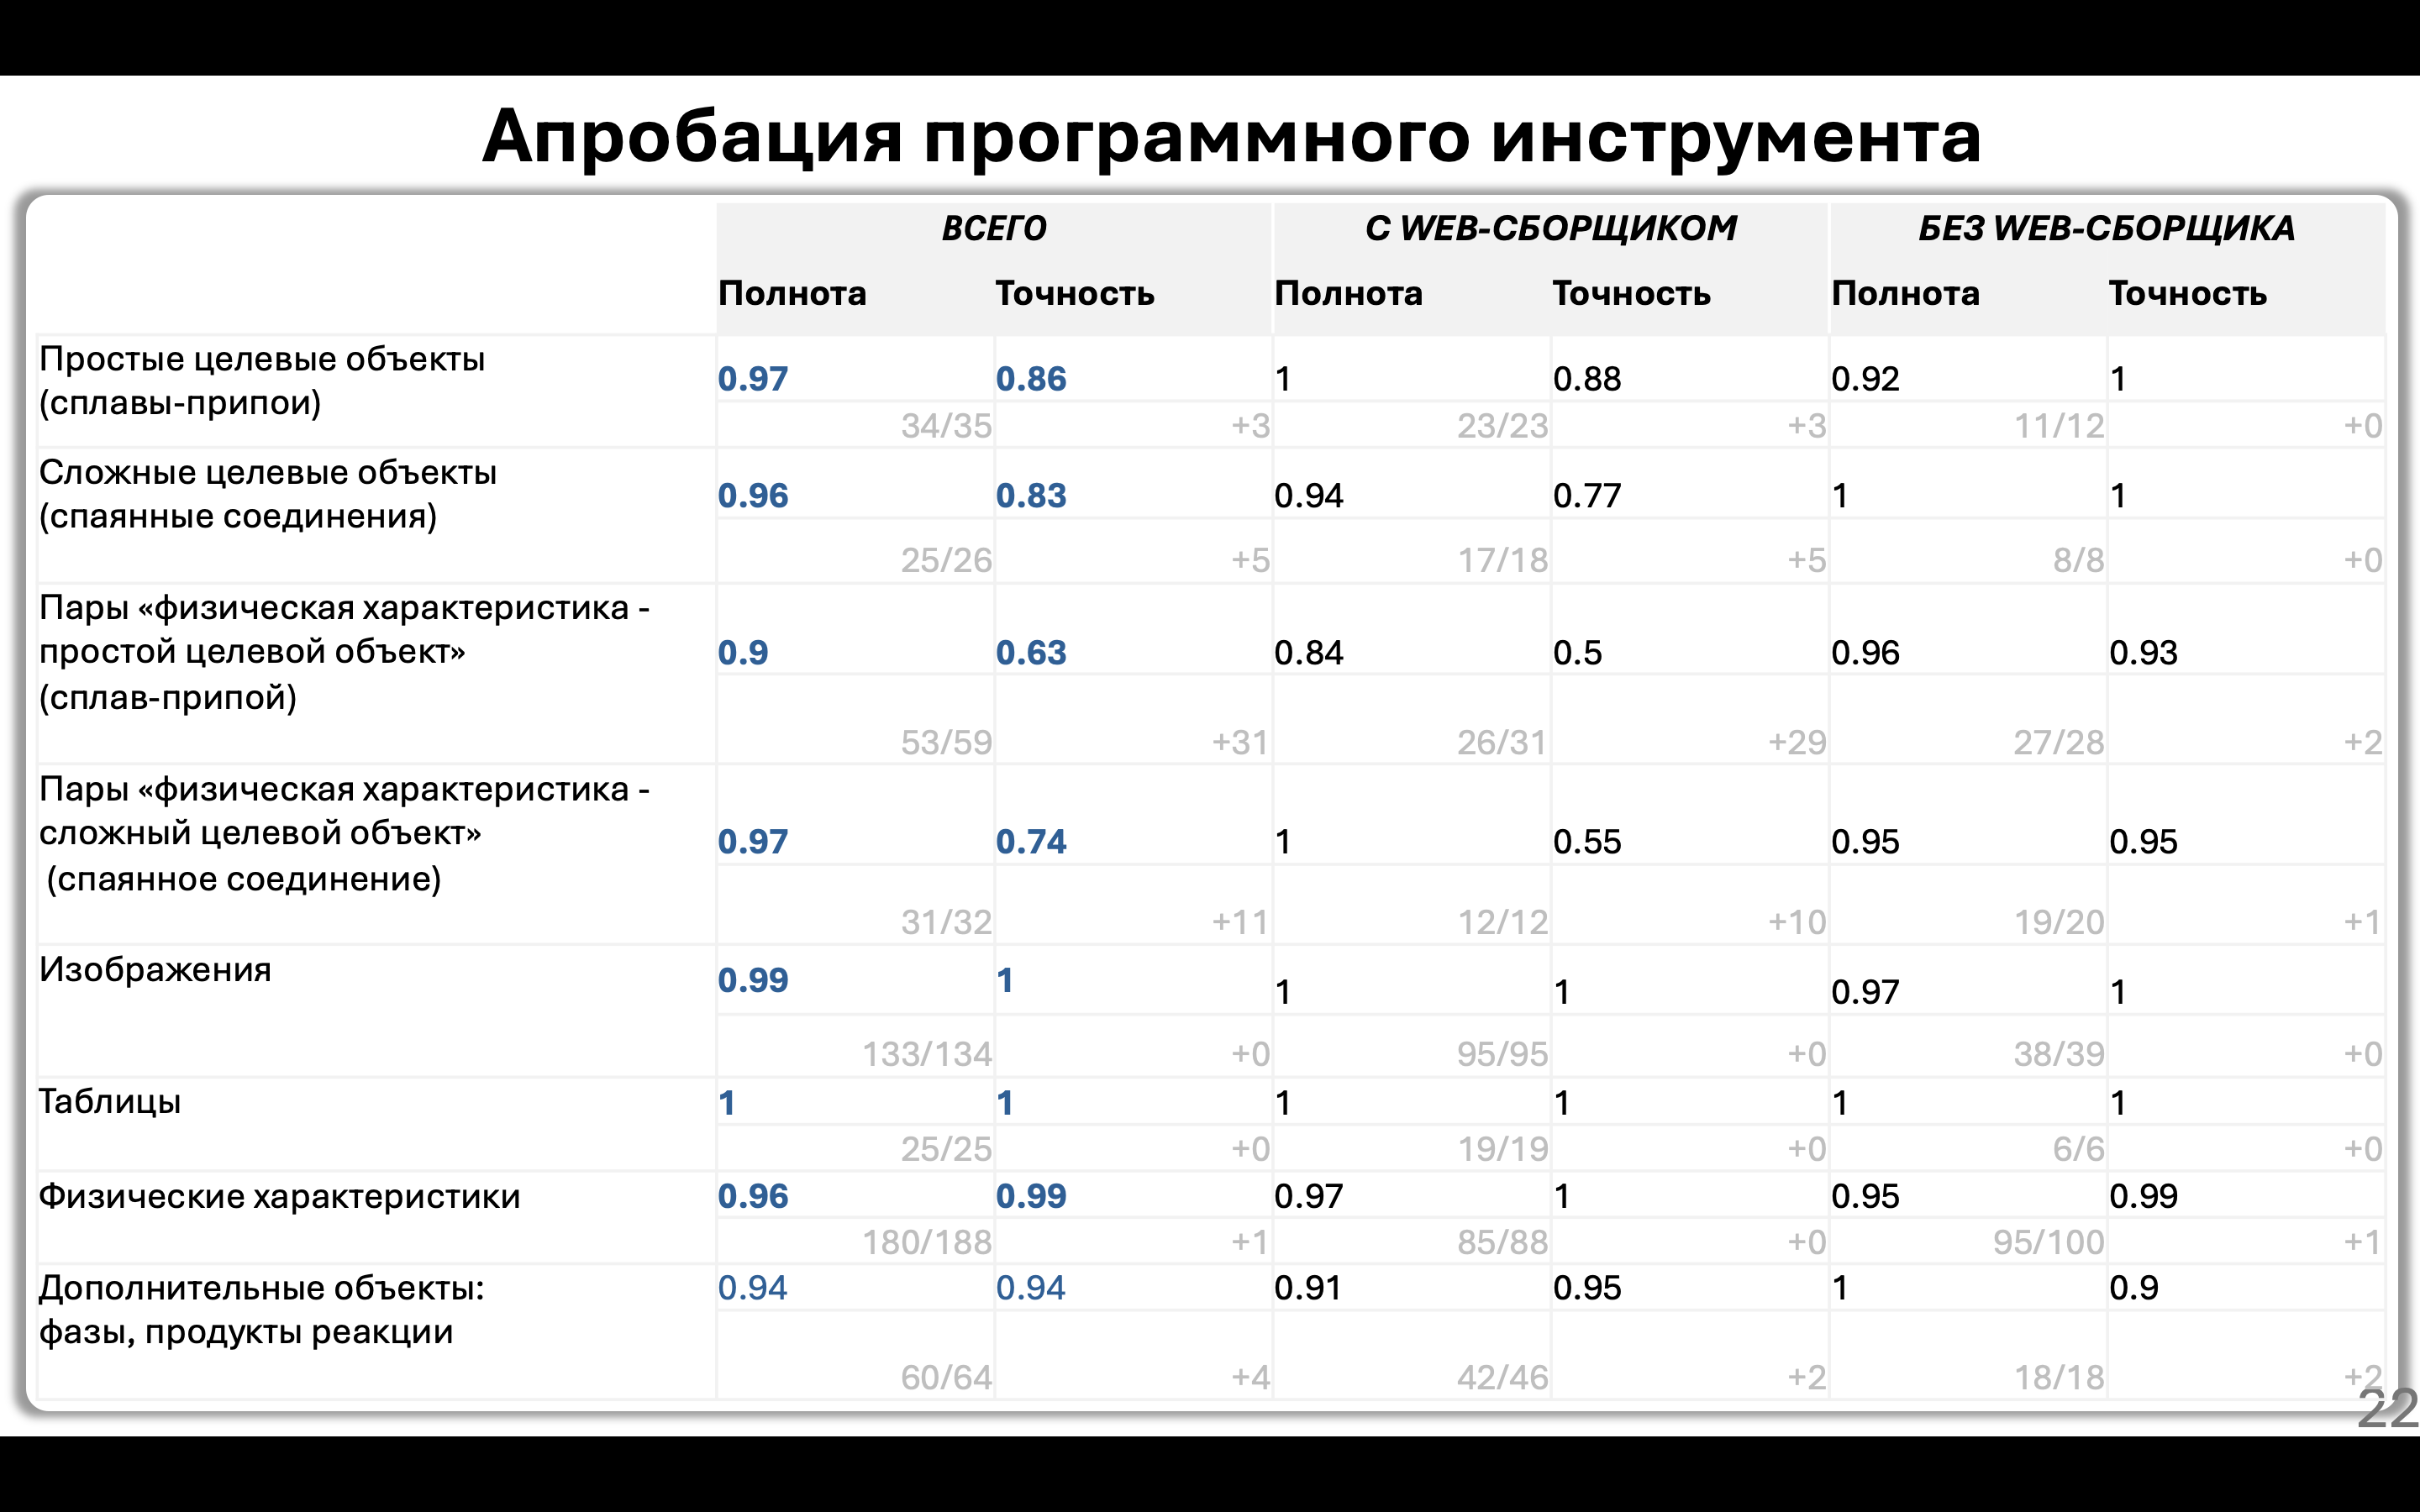 Апробация программного инструмента
ВСЕГО С WEB-СБОРЩИКОМ БЕЗ WEB-СБОРЩИКА
Полнота Точность Полнота Точность Полнота Точность
Простые целевые объекты
(сплавы-припои)
0.97 0.86 1 0.88 0.92 1
34/35 +3 23/23 +3 11/12 +0
Сложные целевые объекты
(спаянные соединения)
0.96 0.83 0.94 0.77 1 1
25/26 +5 17/18 +5 8/8 +0
Пары «физическая характеристика -
простой целевой объект»
(сплав-припой)
0.9 0.63 0.84 0.5 0.96 0.93
53/59 +31 26/31 +29 27/28 +2
Пары «физическая характеристика -
сложный целевой объект»
(спаянное соединение)
0.97 0.74 1 0.55 0.95 0.95
31/32 +11 12/12 +10 19/20 +1
Изображения
0.99 1 1 1 0.97 1
133/134 +0 95/95 +0 38/39 +0
Таблицы
1 1 1 1 1 1
25/25 +0 19/19 +0 6/6 +0
Физические характеристики
0.96 0.99 0.97 1 0.95 0.99
180/188 +1 85/88 +0 95/100 +1
Дополнительные объекты:
фазы, продукты реакции
0.94 0.94 0.91 0.95 1 0.9
60/64 +4 42/46 +2 18/18 +2
22